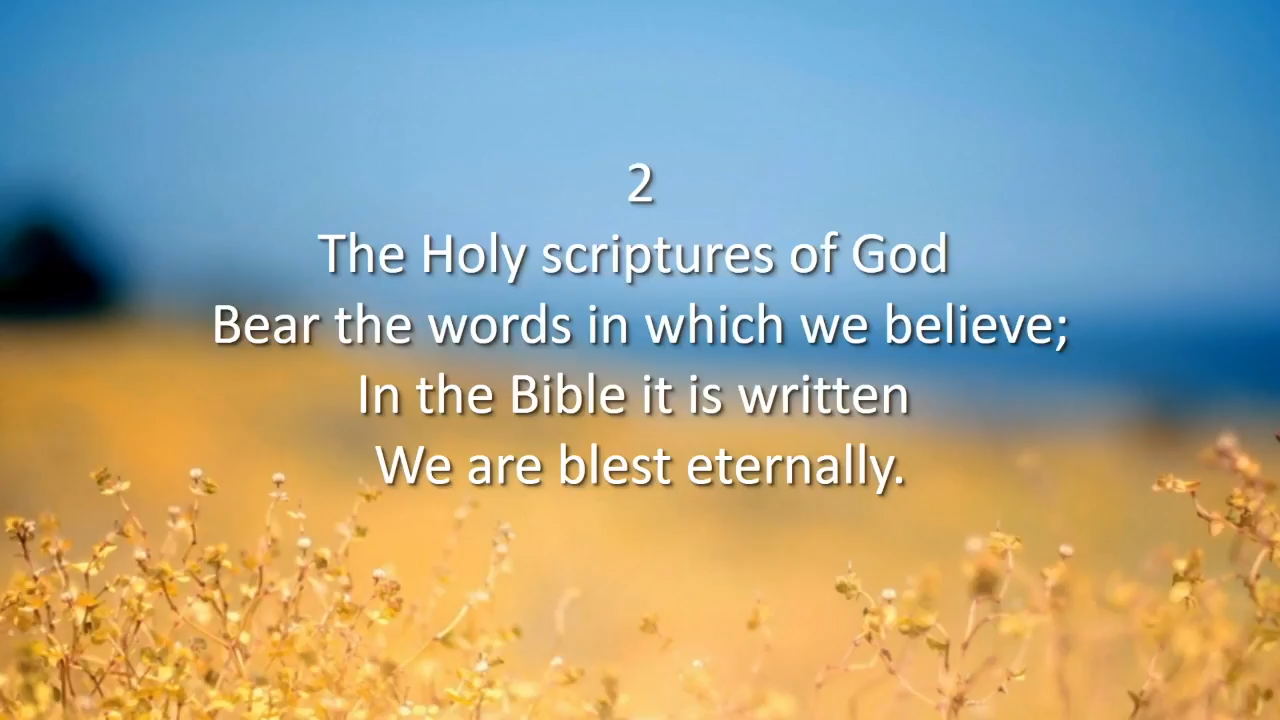 2
The Holy scriptures of God
Bear the words in which we believe;
In the Bible it is written
We are blest eternally.